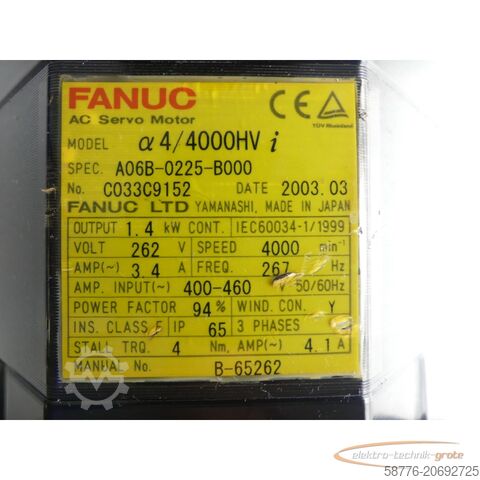 FANUC
AC Servo Motor
CE TÜV Rheinland
MODEL α4/4000HV i
SPEC. A06B-0225-B000
No. C033C9152 DATE 2003.03
FANUC LTD YAMANASHI, MADE IN JAPAN
OUTPUT 1.4 kW CONT. IEC60034-1/1999
VOLT 262 V SPEED 4000 min⁻¹
AMP(~) 3.4 A FREQ. 267 Hz
AMP. INPUT(~) 400-460 V 50/60Hz
POWER FACTOR 94% WIND. CON. Y
INS. CLASS F IP 65 3 PHASES
STALL TRQ. 4 Nm, AMP(~) 4.1 A
MANUAL No. B-65262
elektro-technik-grote
58776-20692725